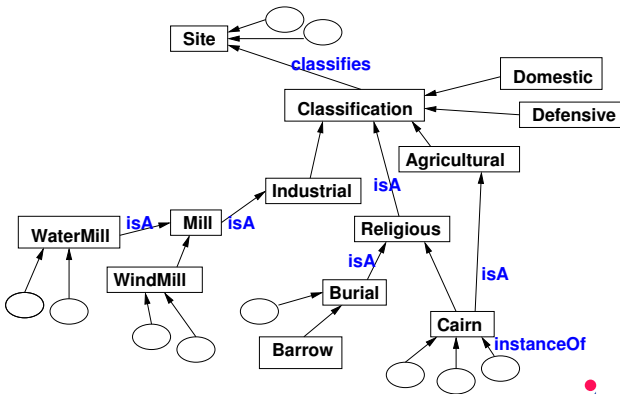 Site
classifies
Domestic
Classification
Defensive
Agricultural
isA
Industrial
isA
Mill
isA
WaterMill
Religious
isA
WindMill
isA
Burial
Cairn
instanceOf
Barrow